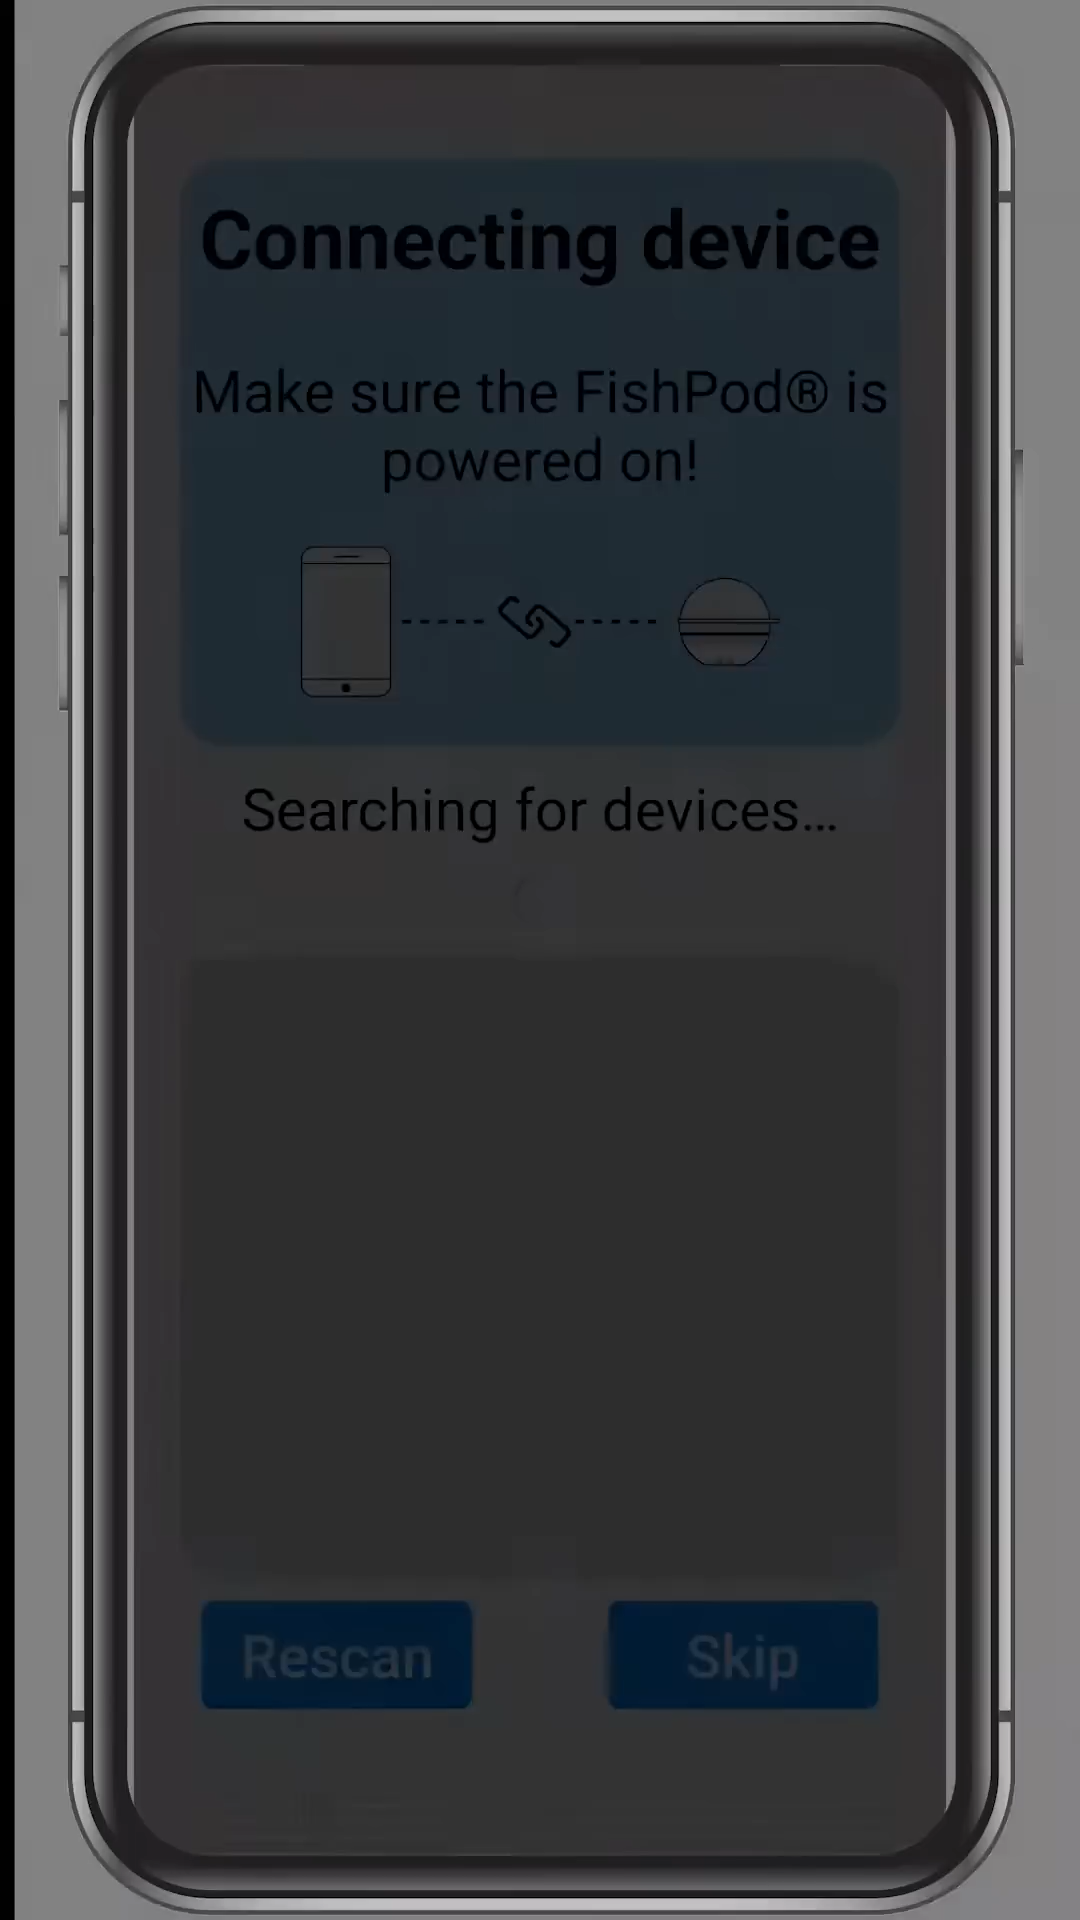 Connecting device
Make sure the FishPod® is
powered on!
Searching for devices...
Rescan
Skip